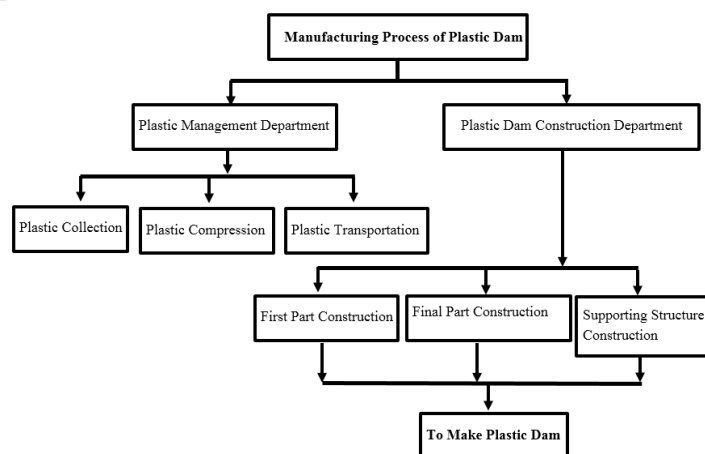 Manufacturing Process of Plastic Dam
Plastic Management Department
Plastic Dam Construction Department
Plastic Collection
Plastic Compression
Plastic Transportation
First Part Construction
Final Part Construction
Supporting Structure
Construction
To Make Plastic Dam